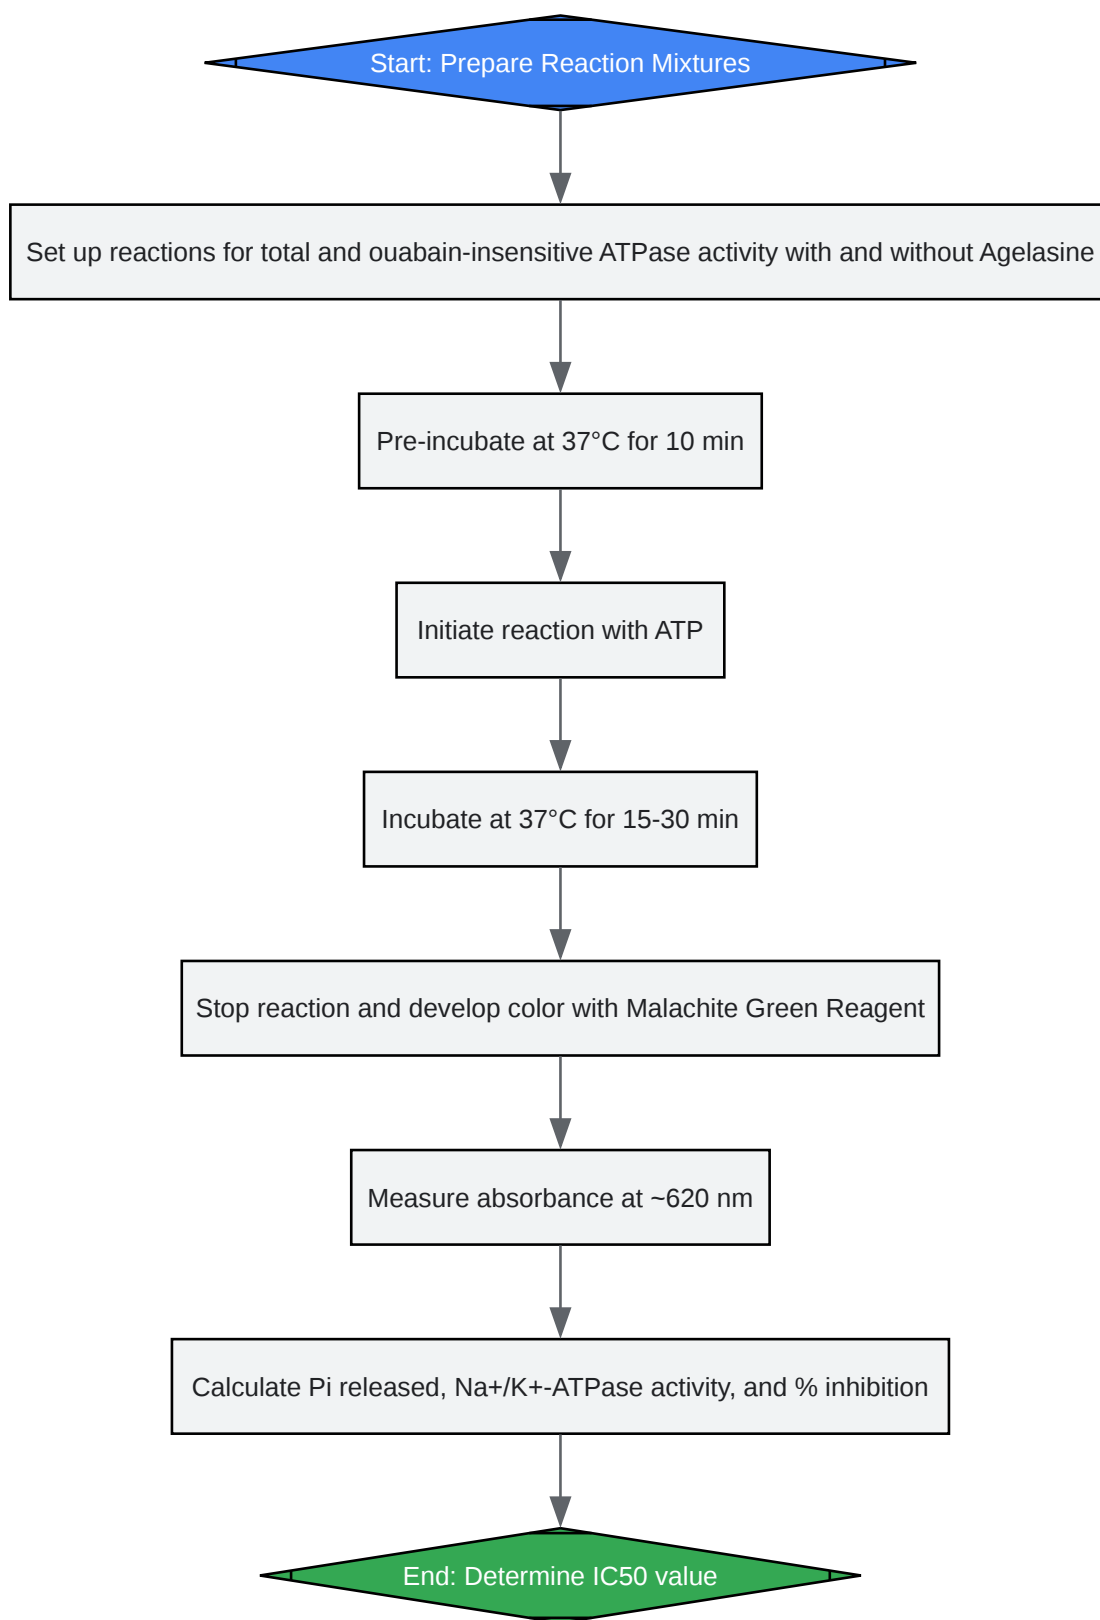 Start: Prepare Reaction Mixtures
Set up reactions for total and ouabain-insensitive ATPase activity with and without Agelasine
Pre-incubate at 37°C for 10 min
Initiate reaction with ATP
Incubate at 37°C for 15-30 min
Stop reaction and develop color with Malachite Green Reagent
Measure absorbance at ~620 nm
Calculate Pi released, Na+/K+-ATPase activity, and % inhibition
End: Determine IC50 value